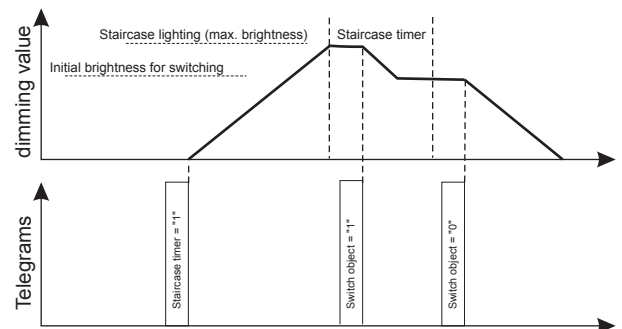 Staircase lighting (max. brightness)
Staircase timer
Initial brightness for switching
dimming value
Telegrams
Staircase timer = "1"
Switch object = "1"
Switch object = "0"